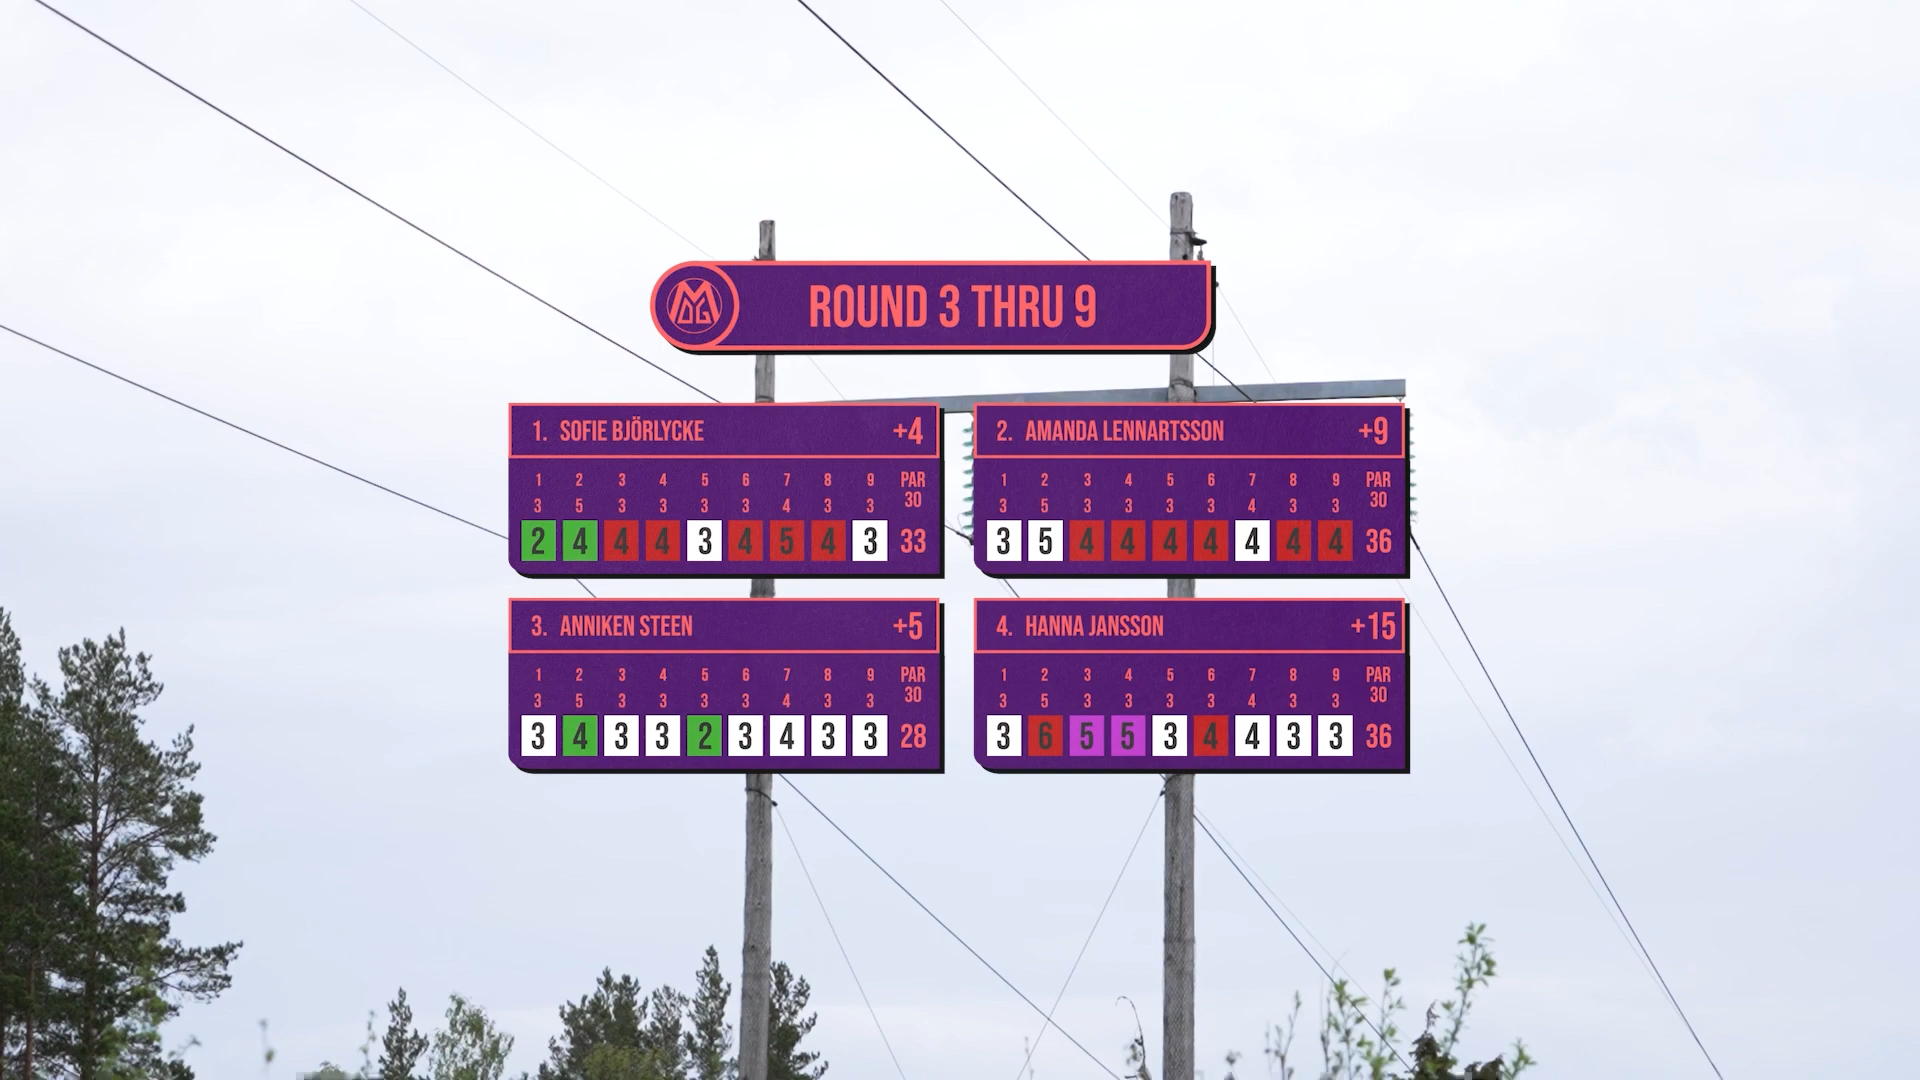 MDG
ROUND 3 THRU 9
1. SOFIE BJÖRLYCKE +4
1 2 3 4 5 6 7 8 9 PAR
3 5 3 3 3 3 4 3 3 30
2 4 4 4 3 4 5 4 3 33
2. AMANDA LENNARTSSON +9
1 2 3 4 5 6 7 8 9 PAR
3 5 3 3 3 3 4 3 3 30
3 5 4 4 4 4 4 4 4 36
3. ANNIKEN STEEN +5
1 2 3 4 5 6 7 8 9 PAR
3 5 3 3 3 3 4 3 3 30
3 4 3 3 2 3 4 3 3 28
4. HANNA JANSSON +15
1 2 3 4 5 6 7 8 9 PAR
3 5 3 3 3 3 4 3 3 30
3 6 5 5 3 4 4 3 3 36